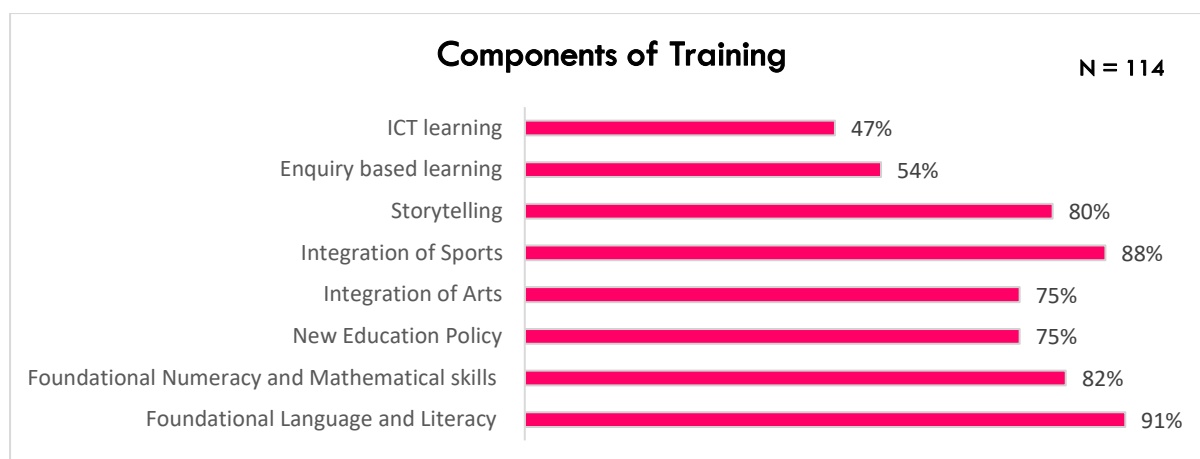 Components of Training
N = 114
ICT learning 47%
Enquiry based learning 54%
Storytelling 80%
Integration of Sports 88%
Integration of Arts 75%
New Education Policy 75%
Foundational Numeracy and Mathematical skills 82%
Foundational Language and Literacy 91%